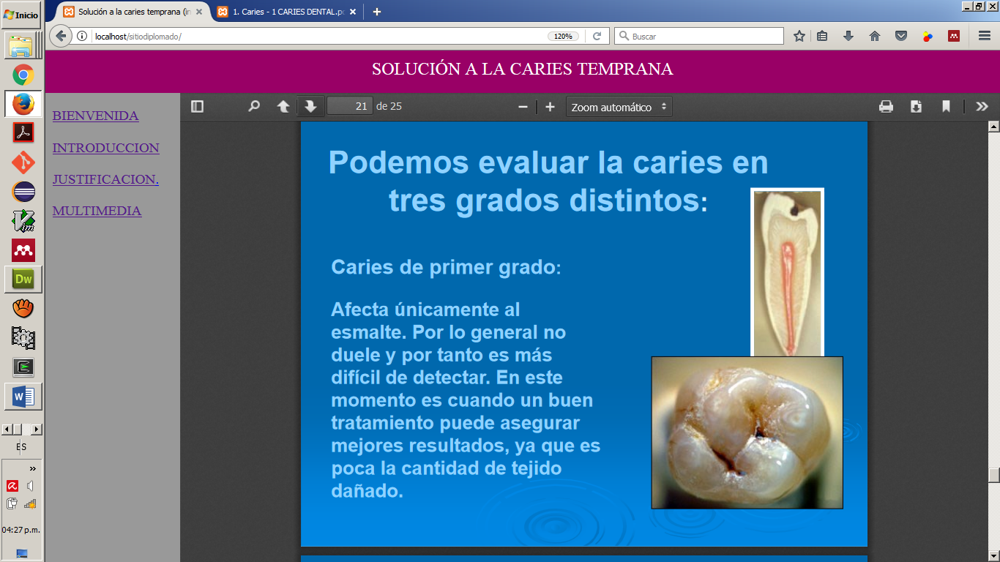 Inicio
Solución a la caries temprana (in
1. Caries - 1 CARIES DENTAL.pd
localhost/sitiodiplomado/
120%
Buscar
SOLUCIÓN A LA CARIES TEMPRANA
BIENVENIDA
INTRODUCCION
JUSTIFICACION.
MULTIMEDIA
21 de 25
Zoom automático
Podemos evaluar la caries en
tres grados distintos:
Caries de primer grado:
Afecta únicamente al
esmalte. Por lo general no
duele y por tanto es más
difícil de detectar. En este
momento es cuando un buen
tratamiento puede asegurar
mejores resultados, ya que es
poca la cantidad de tejido
dañado.
Dw
W
ES
04:27 p.m.